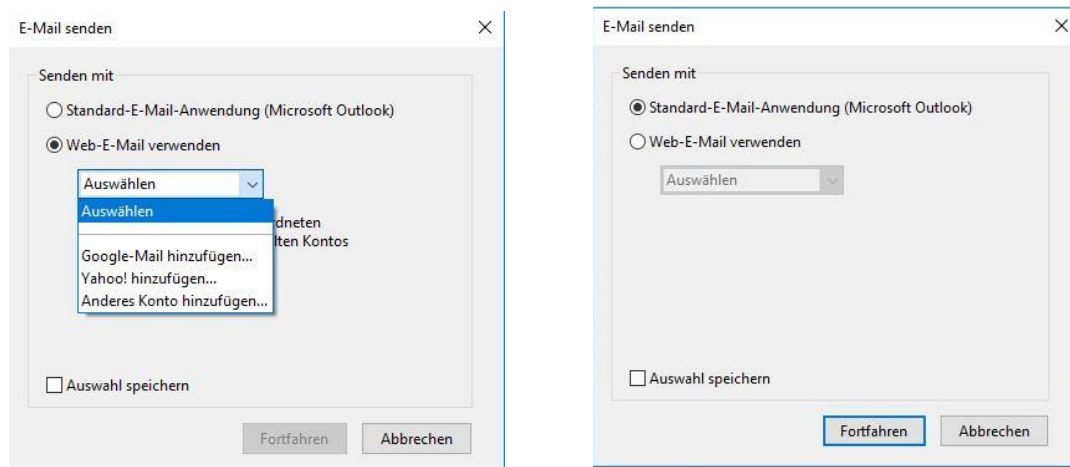 E-Mail senden
Senden mit
Standard-E-Mail-Anwendung (Microsoft Outlook)
Web-E-Mail verwenden
Auswählen
Auswählen
dneten
lten Kontos
Google-Mail hinzufügen...
Yahoo! hinzufügen...
Anderes Konto hinzufügen...
Auswahl speichern
Fortfahren Abbrechen
E-Mail senden
Senden mit
Standard-E-Mail-Anwendung (Microsoft Outlook)
Web-E-Mail verwenden
Auswählen
Auswahl speichern
Fortfahren Abbrechen